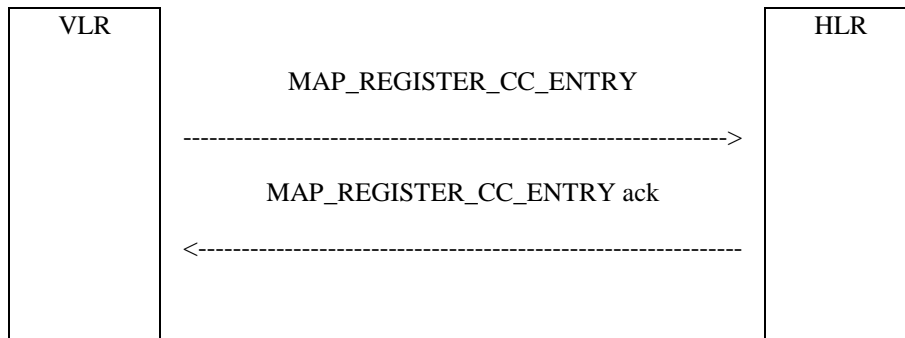 VLR HLR
MAP_REGISTER_CC_ENTRY
MAP_REGISTER_CC_ENTRY ack